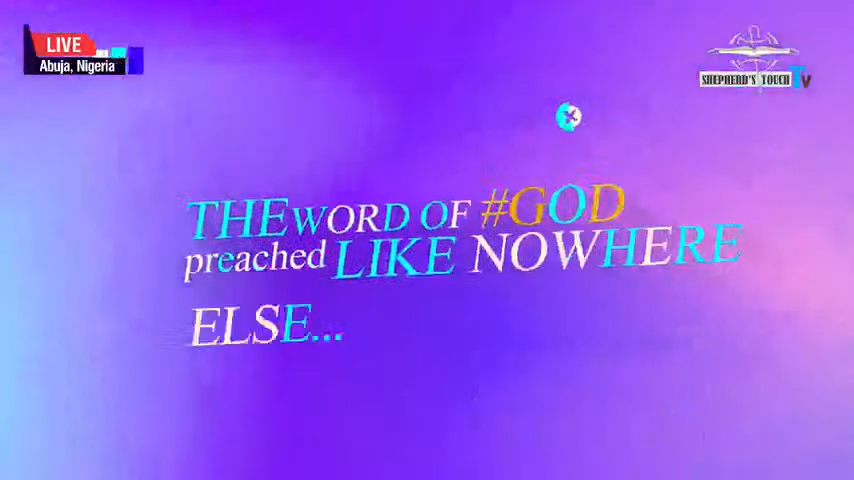 LIVE
Abuja, Nigeria
SHEPHERD'S TOUCH Tv
THE WORD OF #GOD
preached LIKE NOWHERE
ELSE...